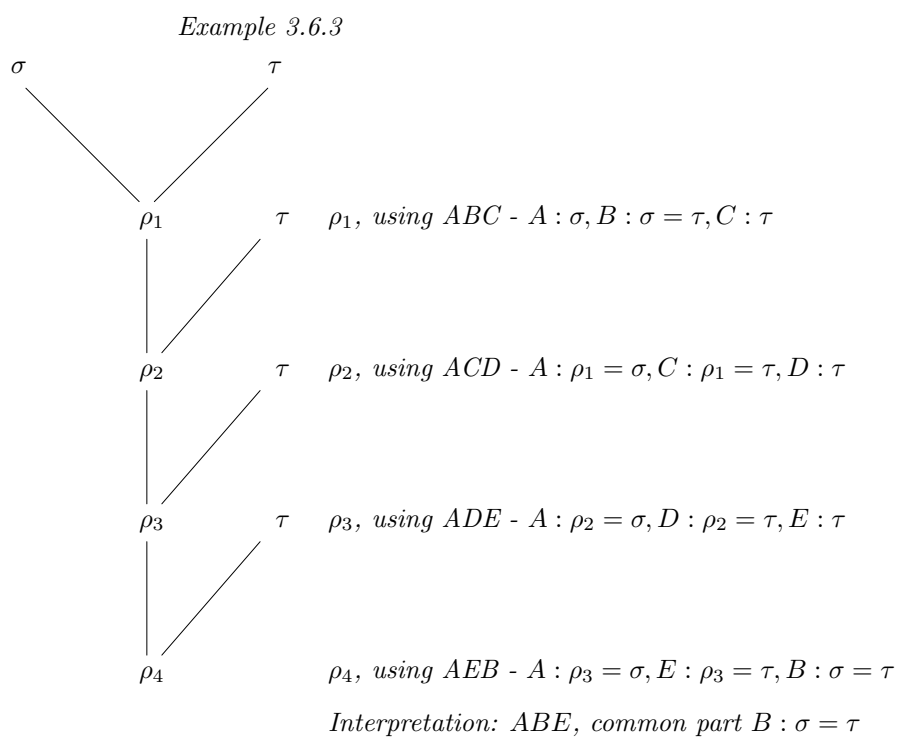 Example 3.6.3
σ τ
ρ₁ τ ρ₁, using ABC - A : σ, B : σ = τ, C : τ
ρ₂ τ ρ₂, using ACD - A : ρ₁ = σ, C : ρ₁ = τ, D : τ
ρ₃ τ ρ₃, using ADE - A : ρ₂ = σ, D : ρ₂ = τ, E : τ
ρ₄ ρ₄, using AEB - A : ρ₃ = σ, E : ρ₃ = τ, B : σ = τ
Interpretation: ABE, common part B : σ = τ